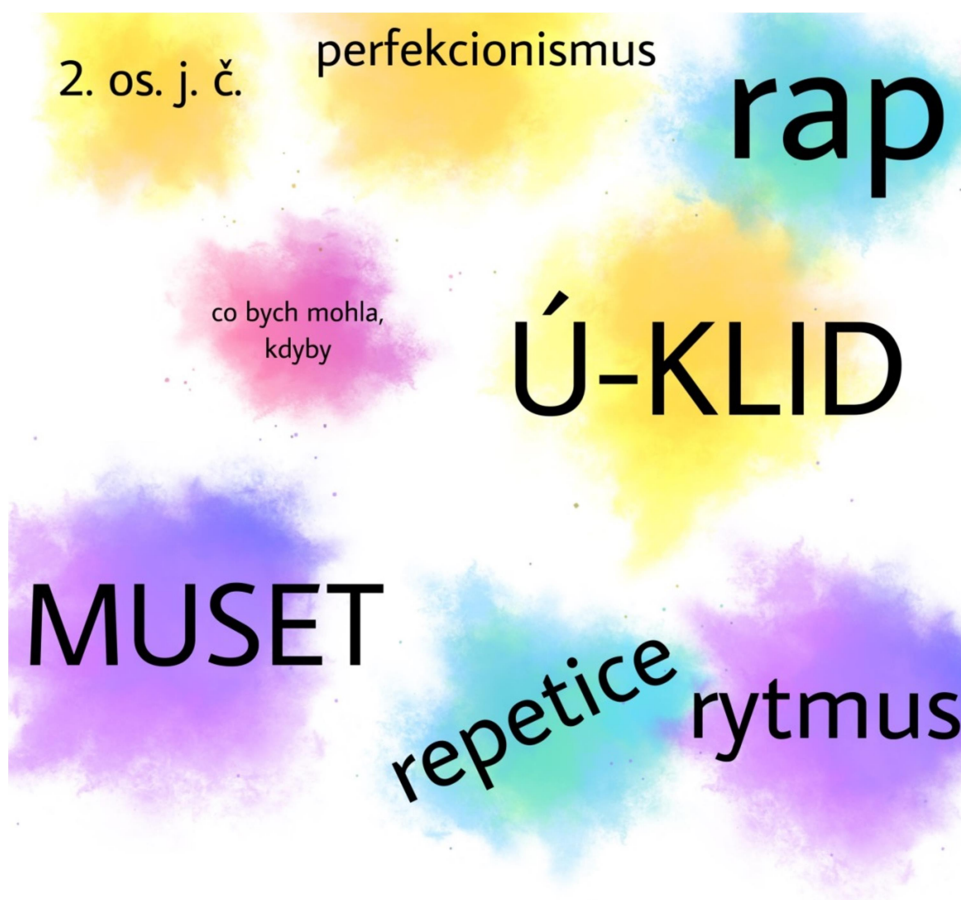 2. os. j. č.
perfekcionismus
rap
co bych mohla,
kdyby
Ú-KLID
MUSET
repetice
rytmus